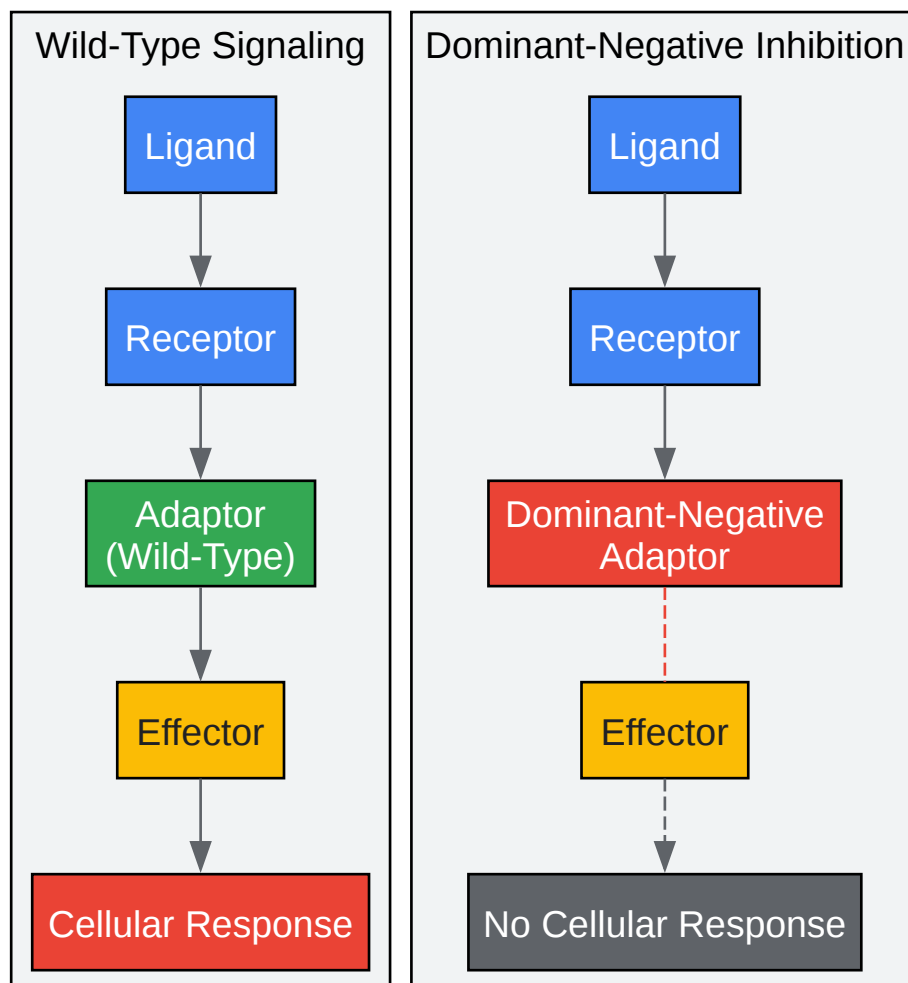 Wild-Type Signaling
Ligand
Receptor
Adaptor
(Wild-Type)
Effector
Cellular Response
Dominant-Negative Inhibition
Ligand
Receptor
Dominant-Negative
Adaptor
Effector
No Cellular Response